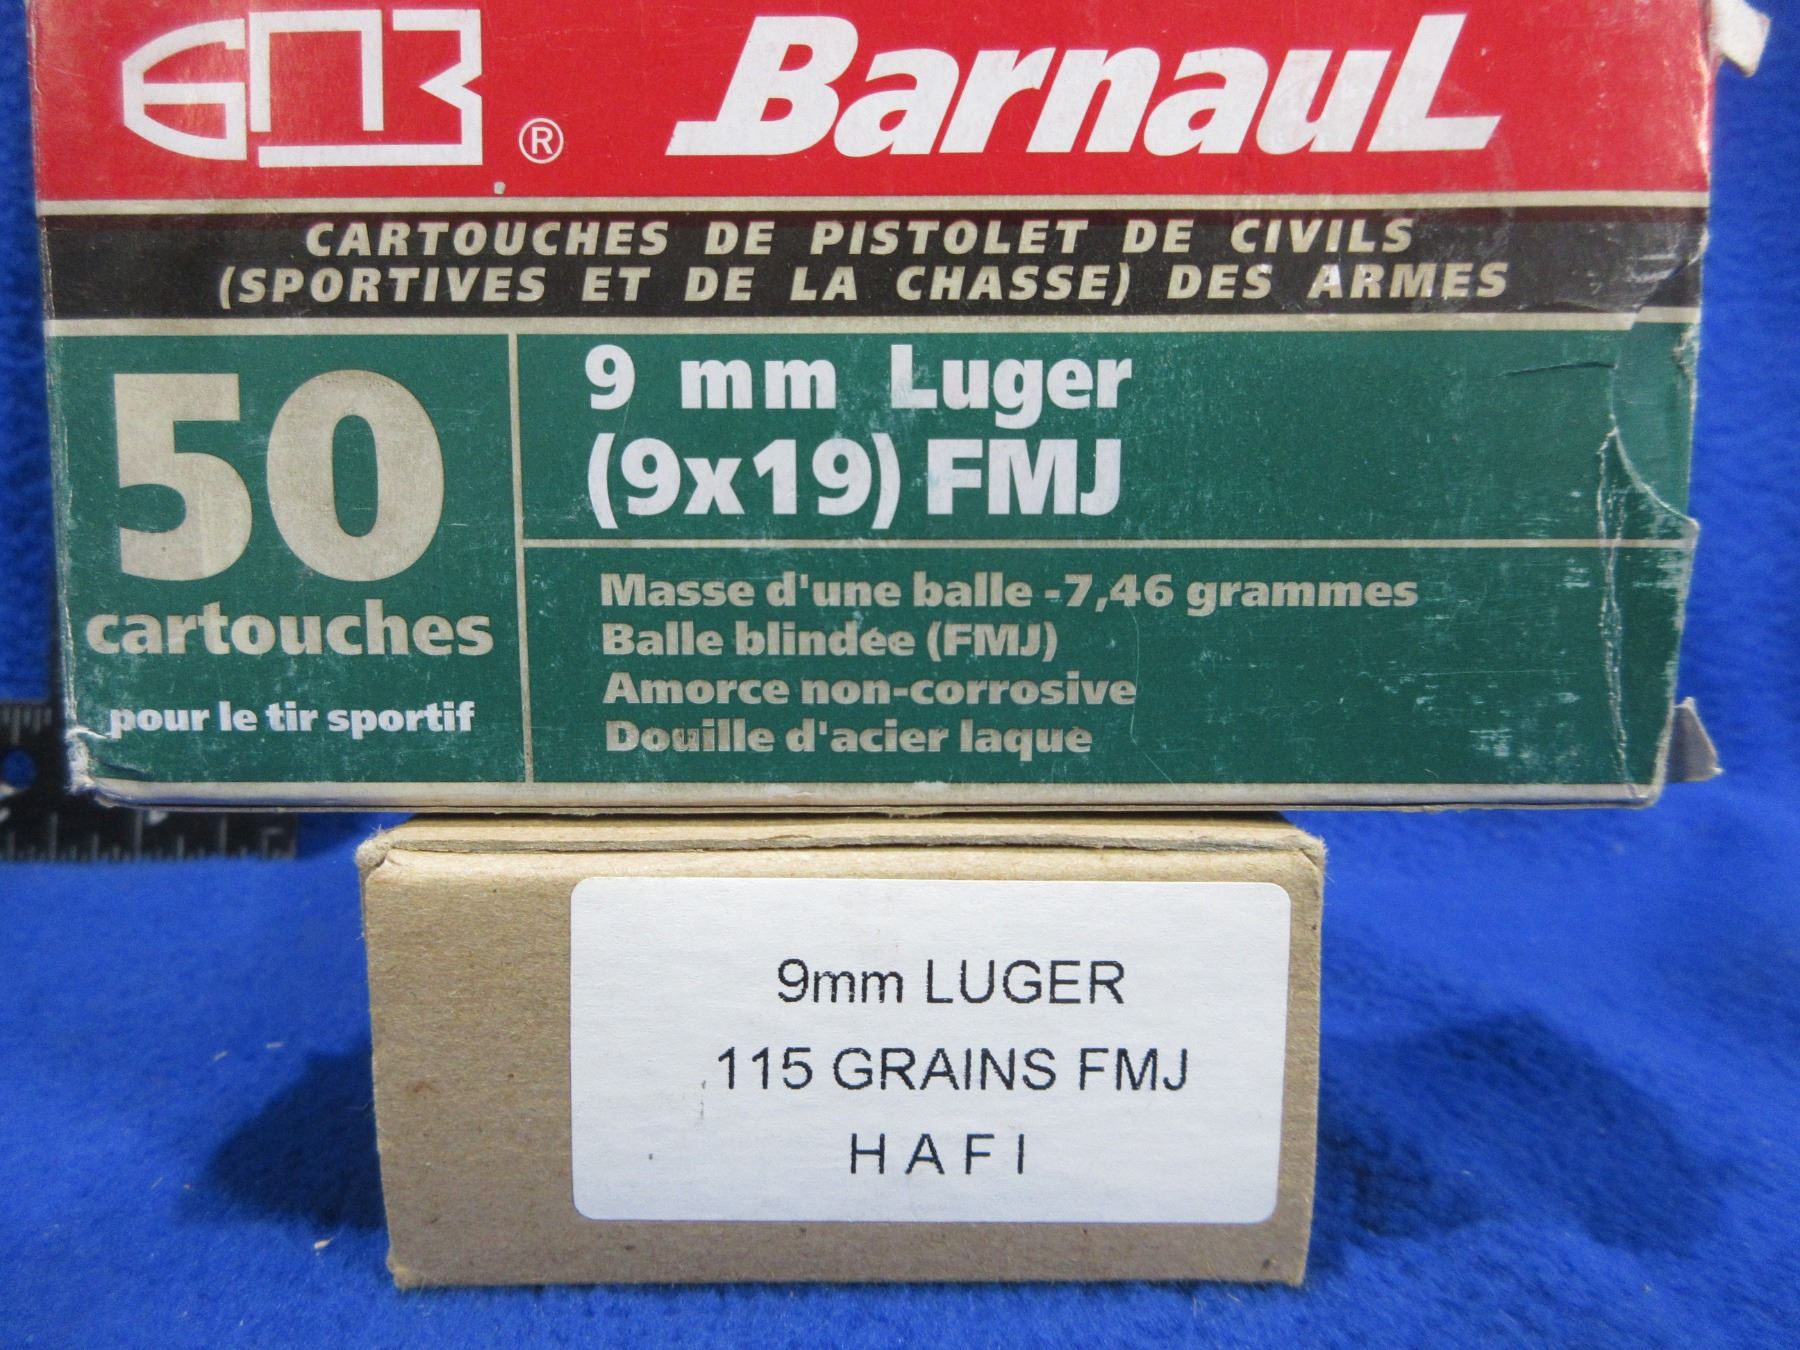 БПЗ ® Barnaul
CARTOUCHES DE PISTOLET DE CIVILS
(SPORTIVES ET DE LA CHASSE) DES ARMES
50
cartouches
pour le tir sportif
9 mm Luger
(9x19) FMJ
Masse d'une balle -7,46 grammes
Balle blindée (FMJ)
Amorce non-corrosive
Douille d'acier laqué
9mm LUGER
115 GRAINS FMJ
H A F I